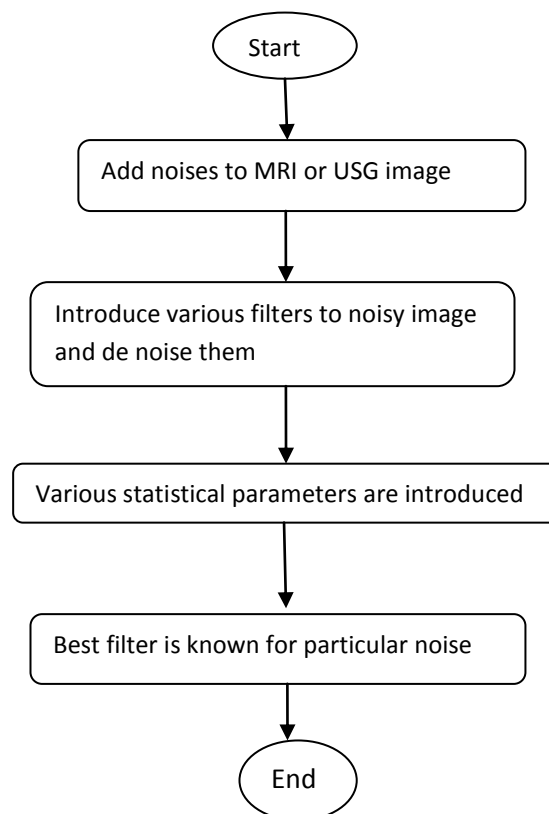 Start
Add noises to MRI or USG image
Introduce various filters to noisy image
and de noise them
Various statistical parameters are introduced
Best filter is known for particular noise
End